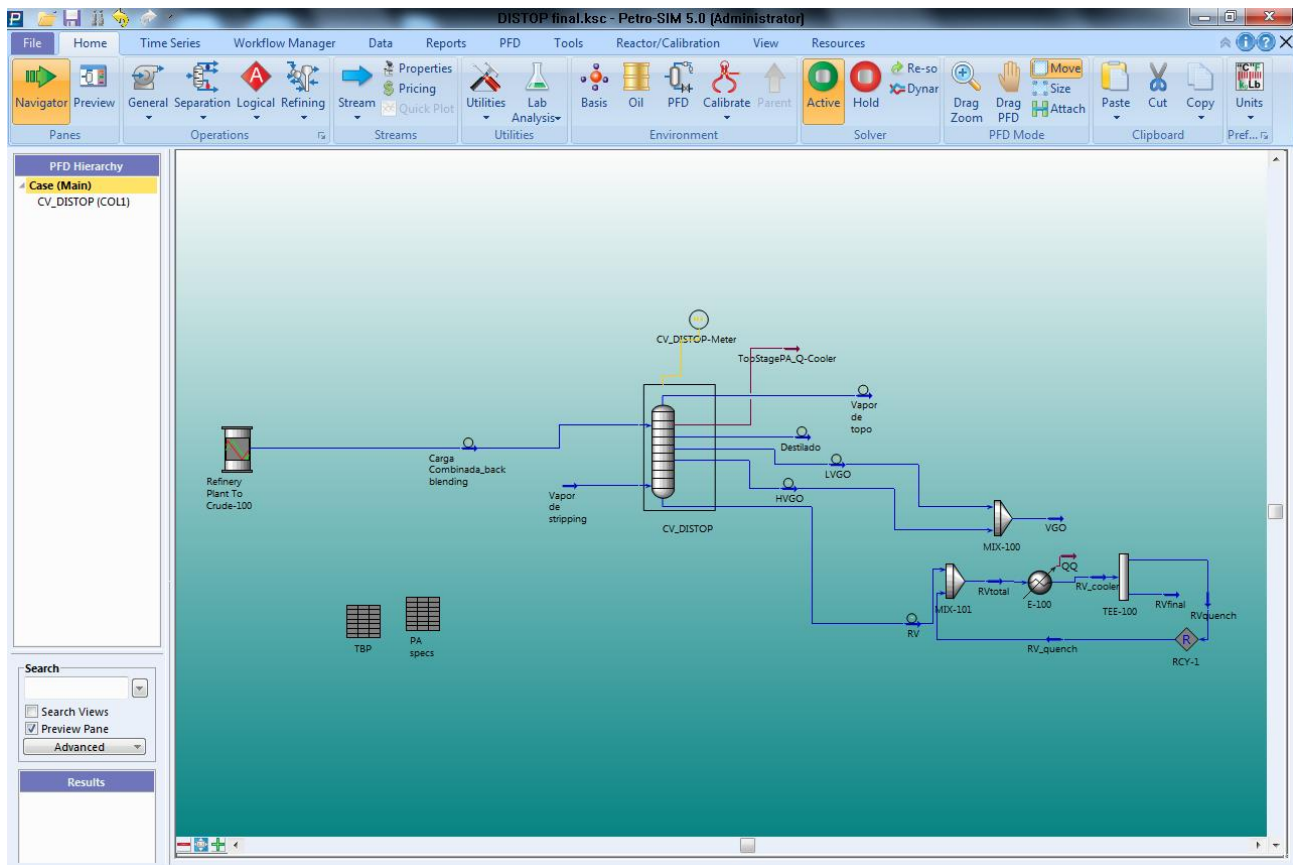 DISTOP final.ksc - Petro-SIM 5.0 (Administrator)
File Home Time Series Workflow Manager Data Reports PFD Tools Reactor/Calibration View Resources
Navigator Preview
Panes
General Separation Logical Refining
Operations
Stream
Properties
Pricing
Quick Plot
Streams
Utilities
Lab
Analysis
Utilities
Basis Oil PFD Calibrate Parent
Environment
Active Hold
Re-so
Dynar
Solver
Drag
Zoom
Drag
PFD
Move
Size
Attach
PFD Mode
Paste Cut Copy
Clipboard
°C°F
Lb
Units
Pref...
PFD Hierarchy
Case (Main)
CV_DISTOP (COL1)
Search
Search Views
Preview Pane
Advanced
Results
CV_DISTOP-Meter
TopStagePA_Q-Cooler
Vapor
de
topo
Destilado
LVGO
HVGO
Refinery
Plant To
Crude-100
Carga
Combinada_back
blending
Vapor
de
stripping
CV_DISTOP
MIX-100
VGO
MIX-101
RVtotal
E-100
QQ
RV_cooler
TEE-100
RVfinal
RVquench
RV
RV_quench
R
RCY-1
TBP
PA
specs